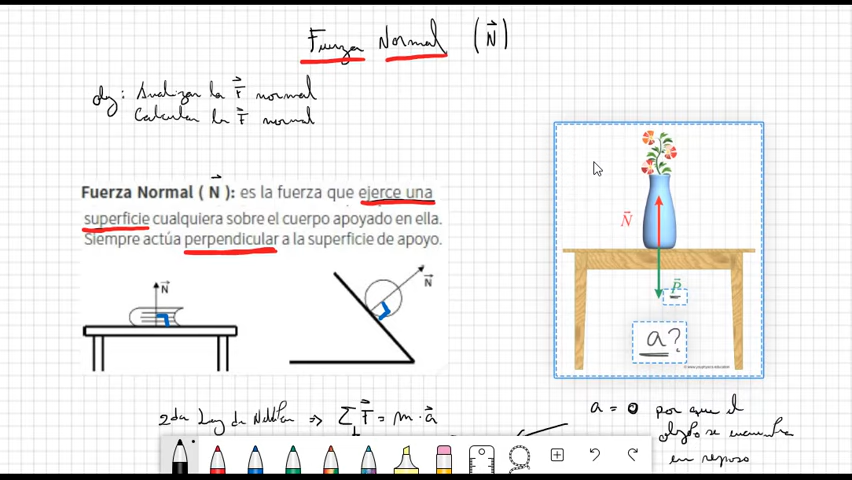 Fuerza Normal (N⃗)
obj: Analizar la F⃗ normal
Calcular la F⃗ normal
Fuerza Normal ( N⃗ ): es la fuerza que ejerce una
superficie cualquiera sobre el cuerpo apoyado en ella.
Siempre actúa perpendicular a la superficie de apoyo.
N⃗
N⃗
N⃗
P⃗
a?
2da Ley de Newton ⇒ ∑ F⃗ = m · a⃗
a = 0 por que el
objeto se encuentra
en reposo